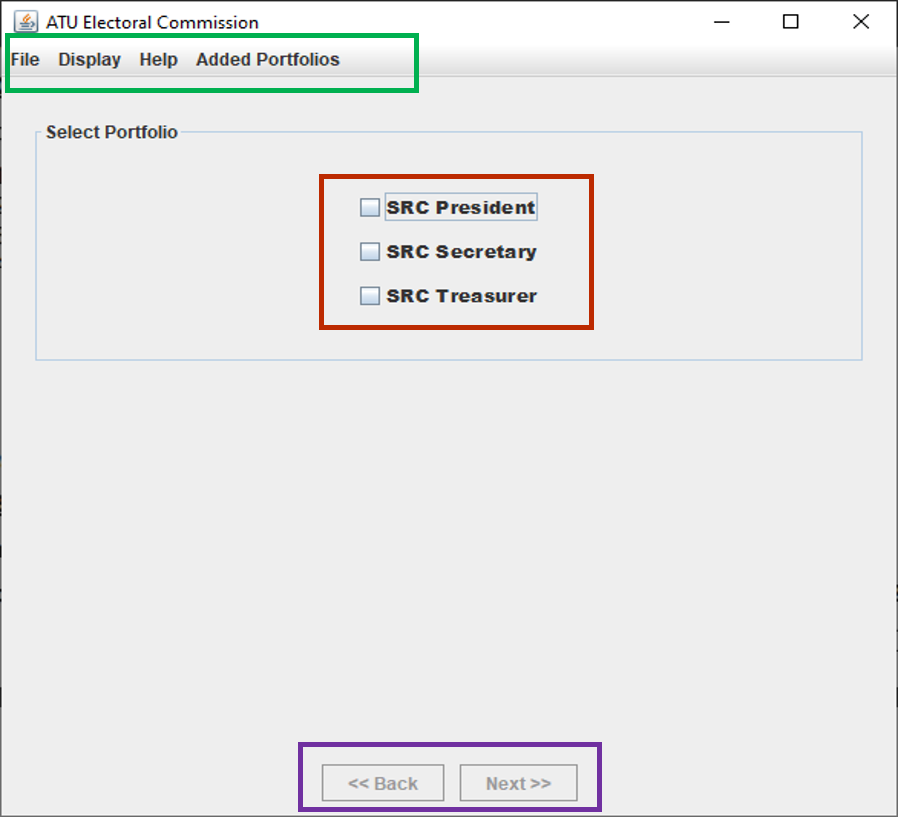 ATU Electoral Commission
File Display Help Added Portfolios
Select Portfolio
SRC President
SRC Secretary
SRC Treasurer
<< Back Next >>